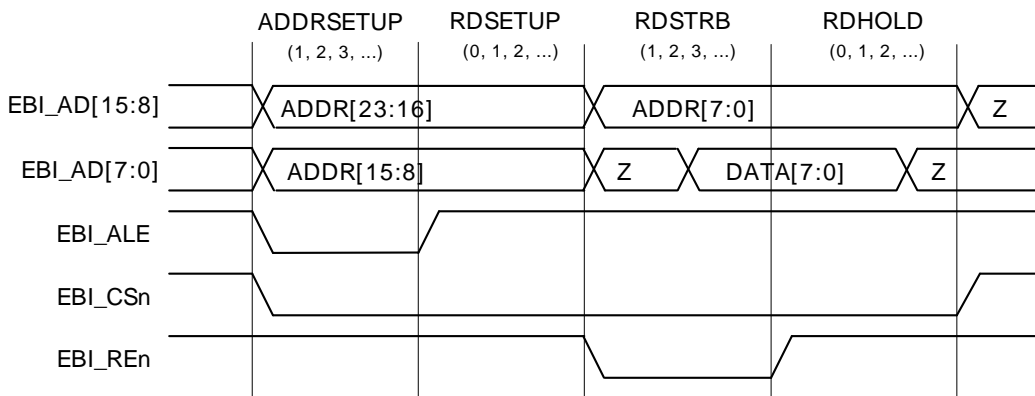 ADDRSETUP RDSETUP RDSTRB RDHOLD
(1, 2, 3, ...) (0, 1, 2, ...) (1, 2, 3, ...) (0, 1, 2, ...)
EBI_AD[15:8] ADDR[23:16] ADDR[7:0] Z
EBI_AD[7:0] ADDR[15:8] Z DATA[7:0] Z
EBI_ALE
EBI_CSn
EBI_REn